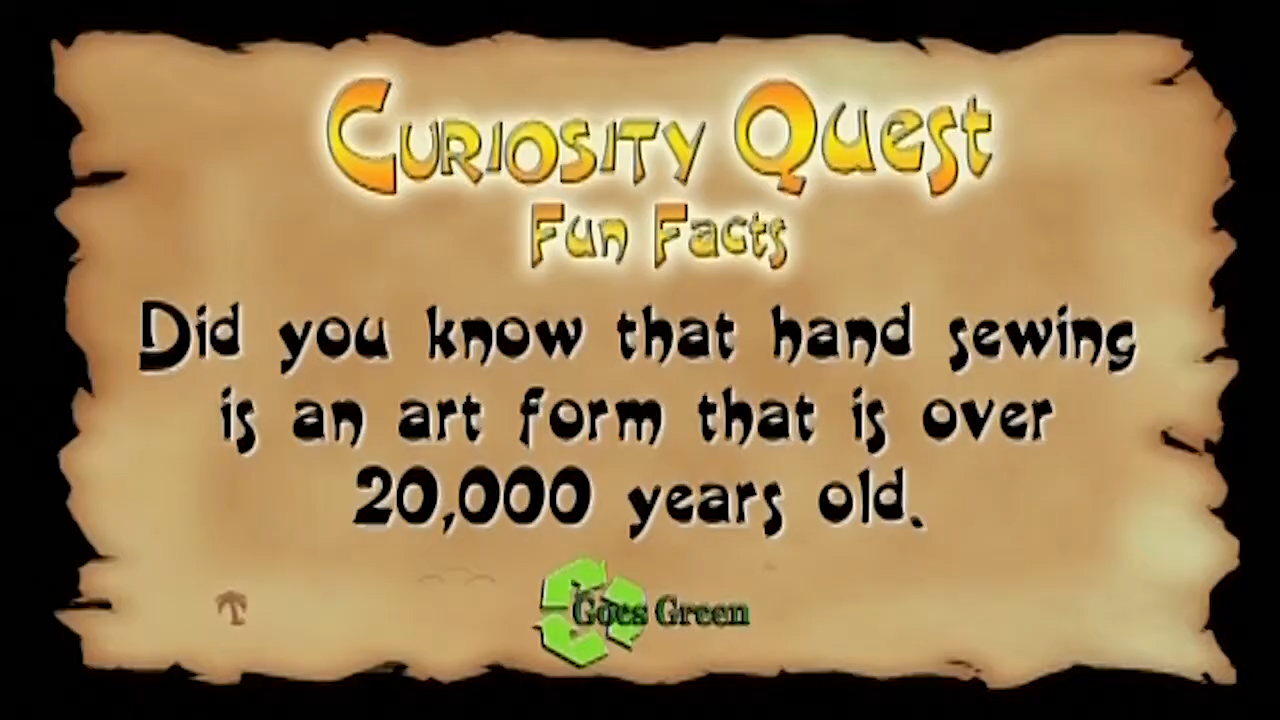 Curiosity Quest
Fun Facts
Did you know that hand sewing
is an art form that is over
20,000 years old.
Goes Green